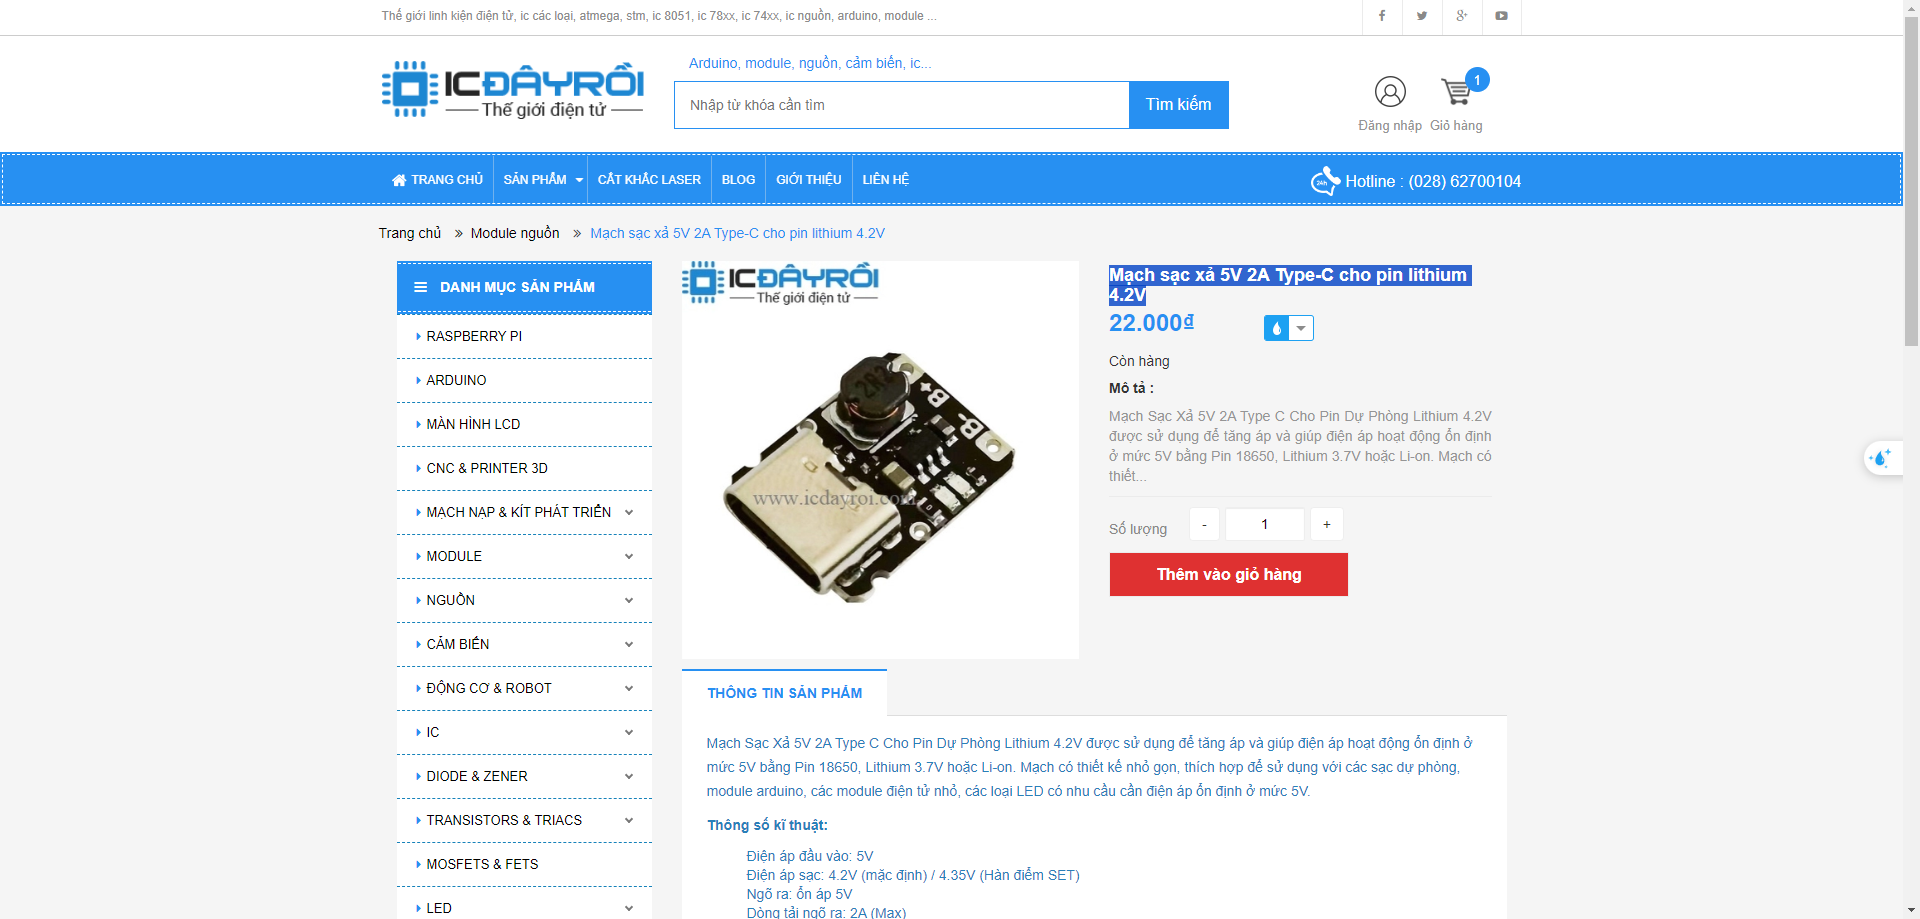 Thế giới linh kiện điện tử, ic các loại, atmega, stm, ic 8051, ic 78xx, ic 74xx, ic nguồn, arduino, module ...
ICĐÂYRỒI
Thế giới điện tử
Arduino, module, nguồn, cảm biến, ic...
Nhập từ khóa cần tìm
Tìm kiếm
1
Đăng nhập
Giỏ hàng
TRANG CHỦ
SẢN PHẨM
CẮT KHẮC LASER
BLOG
GIỚI THIỆU
LIÊN HỆ
24h
Hotline : (028) 62700104
Trang chủ » Module nguồn » Mạch sạc xả 5V 2A Type-C cho pin lithium 4.2V
DANH MỤC SẢN PHẨM
RASPBERRY PI
ARDUINO
MÀN HÌNH LCD
CNC & PRINTER 3D
MẠCH NẠP & KÍT PHÁT TRIỂN
MODULE
NGUỒN
CẢM BIẾN
ĐỘNG CƠ & ROBOT
IC
DIODE & ZENER
TRANSISTORS & TRIACS
MOSFETS & FETS
LED
ICĐÂYRỒI
Thế giới điện tử
2R2
+B
B-
www.icdayroi.com
Mạch sạc xả 5V 2A Type-C cho pin lithium
4.2V
22.000₫
Còn hàng
Mô tả :
Mạch Sạc Xả 5V 2A Type C Cho Pin Dự Phòng Lithium 4.2V
được sử dụng để tăng áp và giúp điện áp hoạt động ổn định
ở mức 5V bằng Pin 18650, Lithium 3.7V hoặc Li-on. Mạch có
thiết...
Số lượng
-
1
+
Thêm vào giỏ hàng
THÔNG TIN SẢN PHẨM
Mạch Sạc Xả 5V 2A Type C Cho Pin Dự Phòng Lithium 4.2V được sử dụng để tăng áp và giúp điện áp hoạt động ổn định ở
mức 5V bằng Pin 18650, Lithium 3.7V hoặc Li-on. Mạch có thiết kế nhỏ gọn, thích hợp để sử dụng với các sạc dự phòng,
module arduino, các module điện tử nhỏ, các loại LED có nhu cầu cần điện áp ổn định ở mức 5V.
Thông số kĩ thuật:
Điện áp đầu vào: 5V
Điện áp sạc: 4.2V (mặc định) / 4.35V (Hàn điểm SET)
Ngõ ra: ổn áp 5V
Dòng tải ngõ ra: 2A (Max)